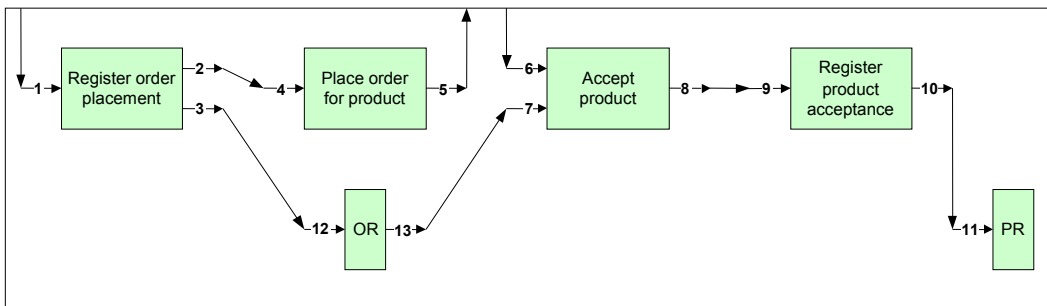 1
Register order
placement
2
3
4
Place order
for product
5
6
7
Accept
product
8
9
Register
product
acceptance
10
12
OR
13
11
PR